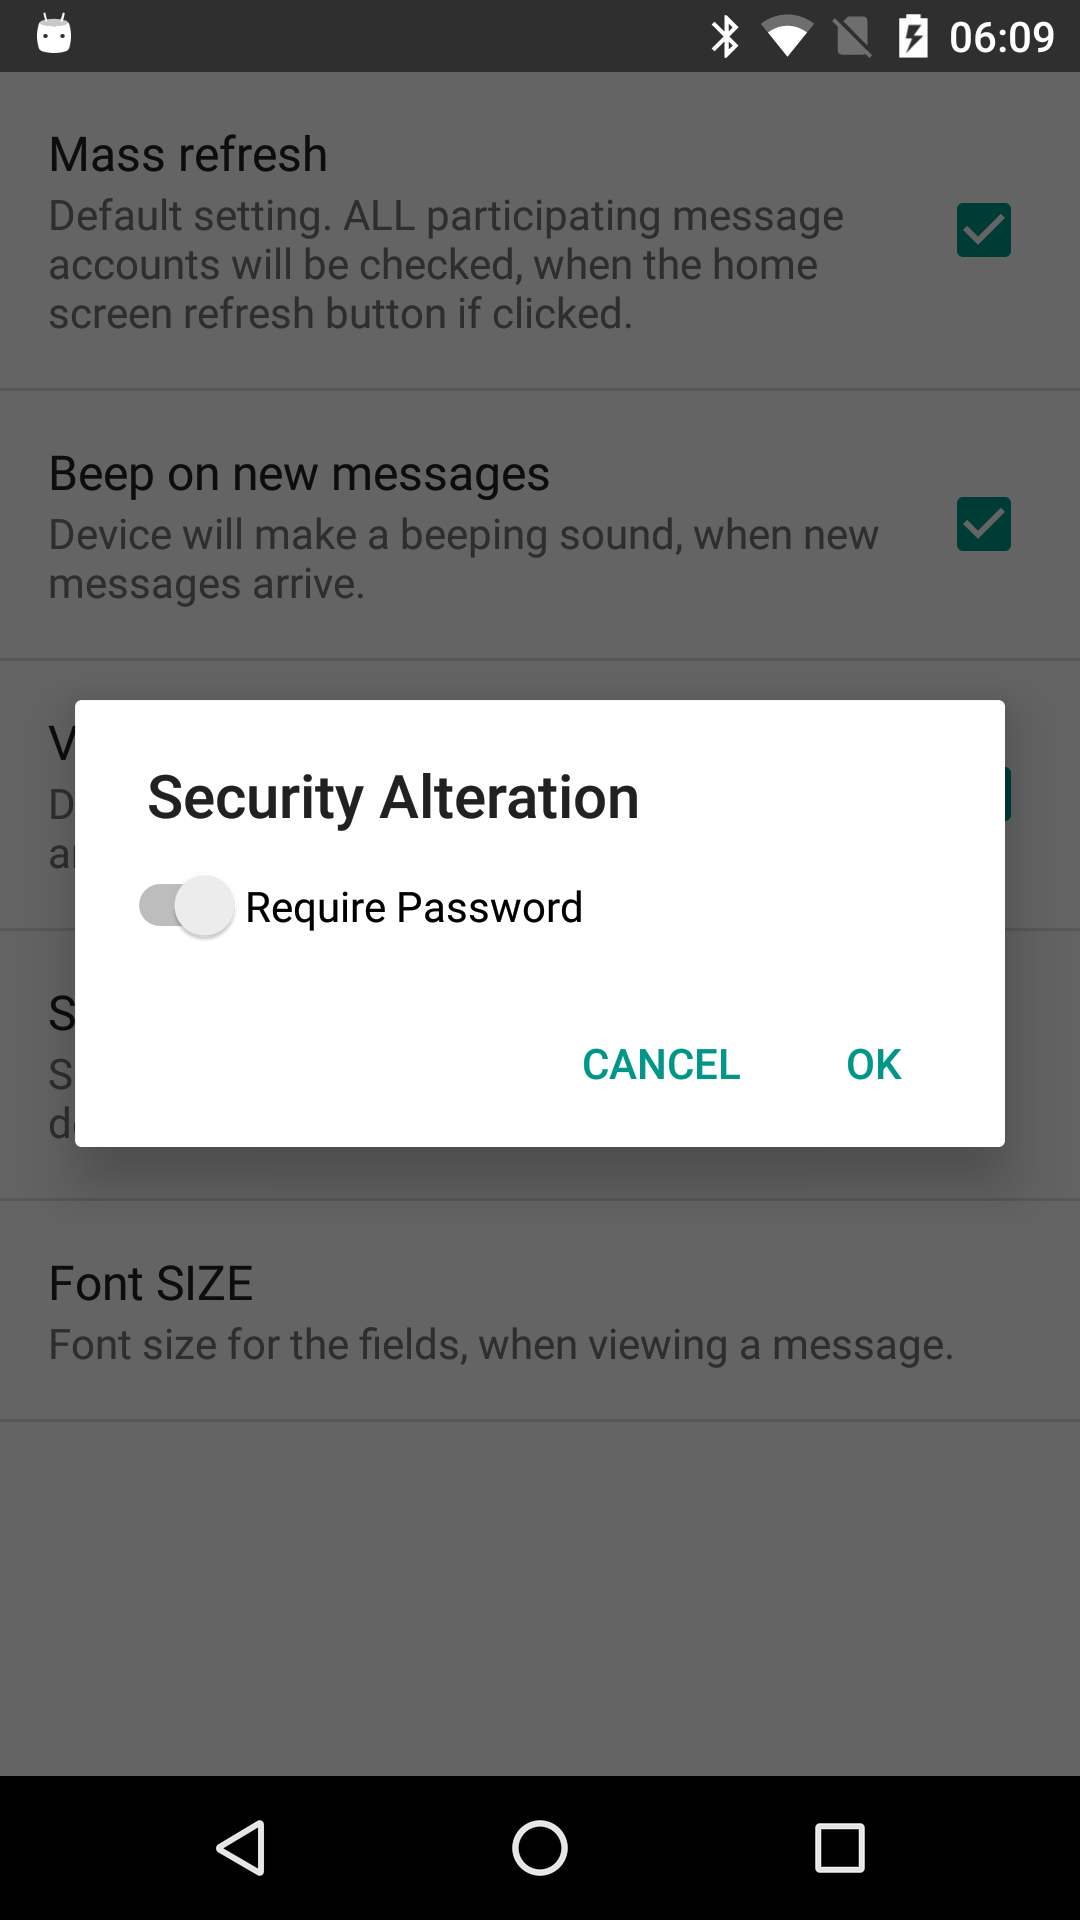 06:09
Mass refresh
Default setting. ALL participating message
accounts will be checked, when the home
screen refresh button if clicked.
Beep on new messages
Device will make a beeping sound, when new
messages arrive.
Security Alteration
Require Password
CANCEL OK
Font SIZE
Font size for the fields, when viewing a message.